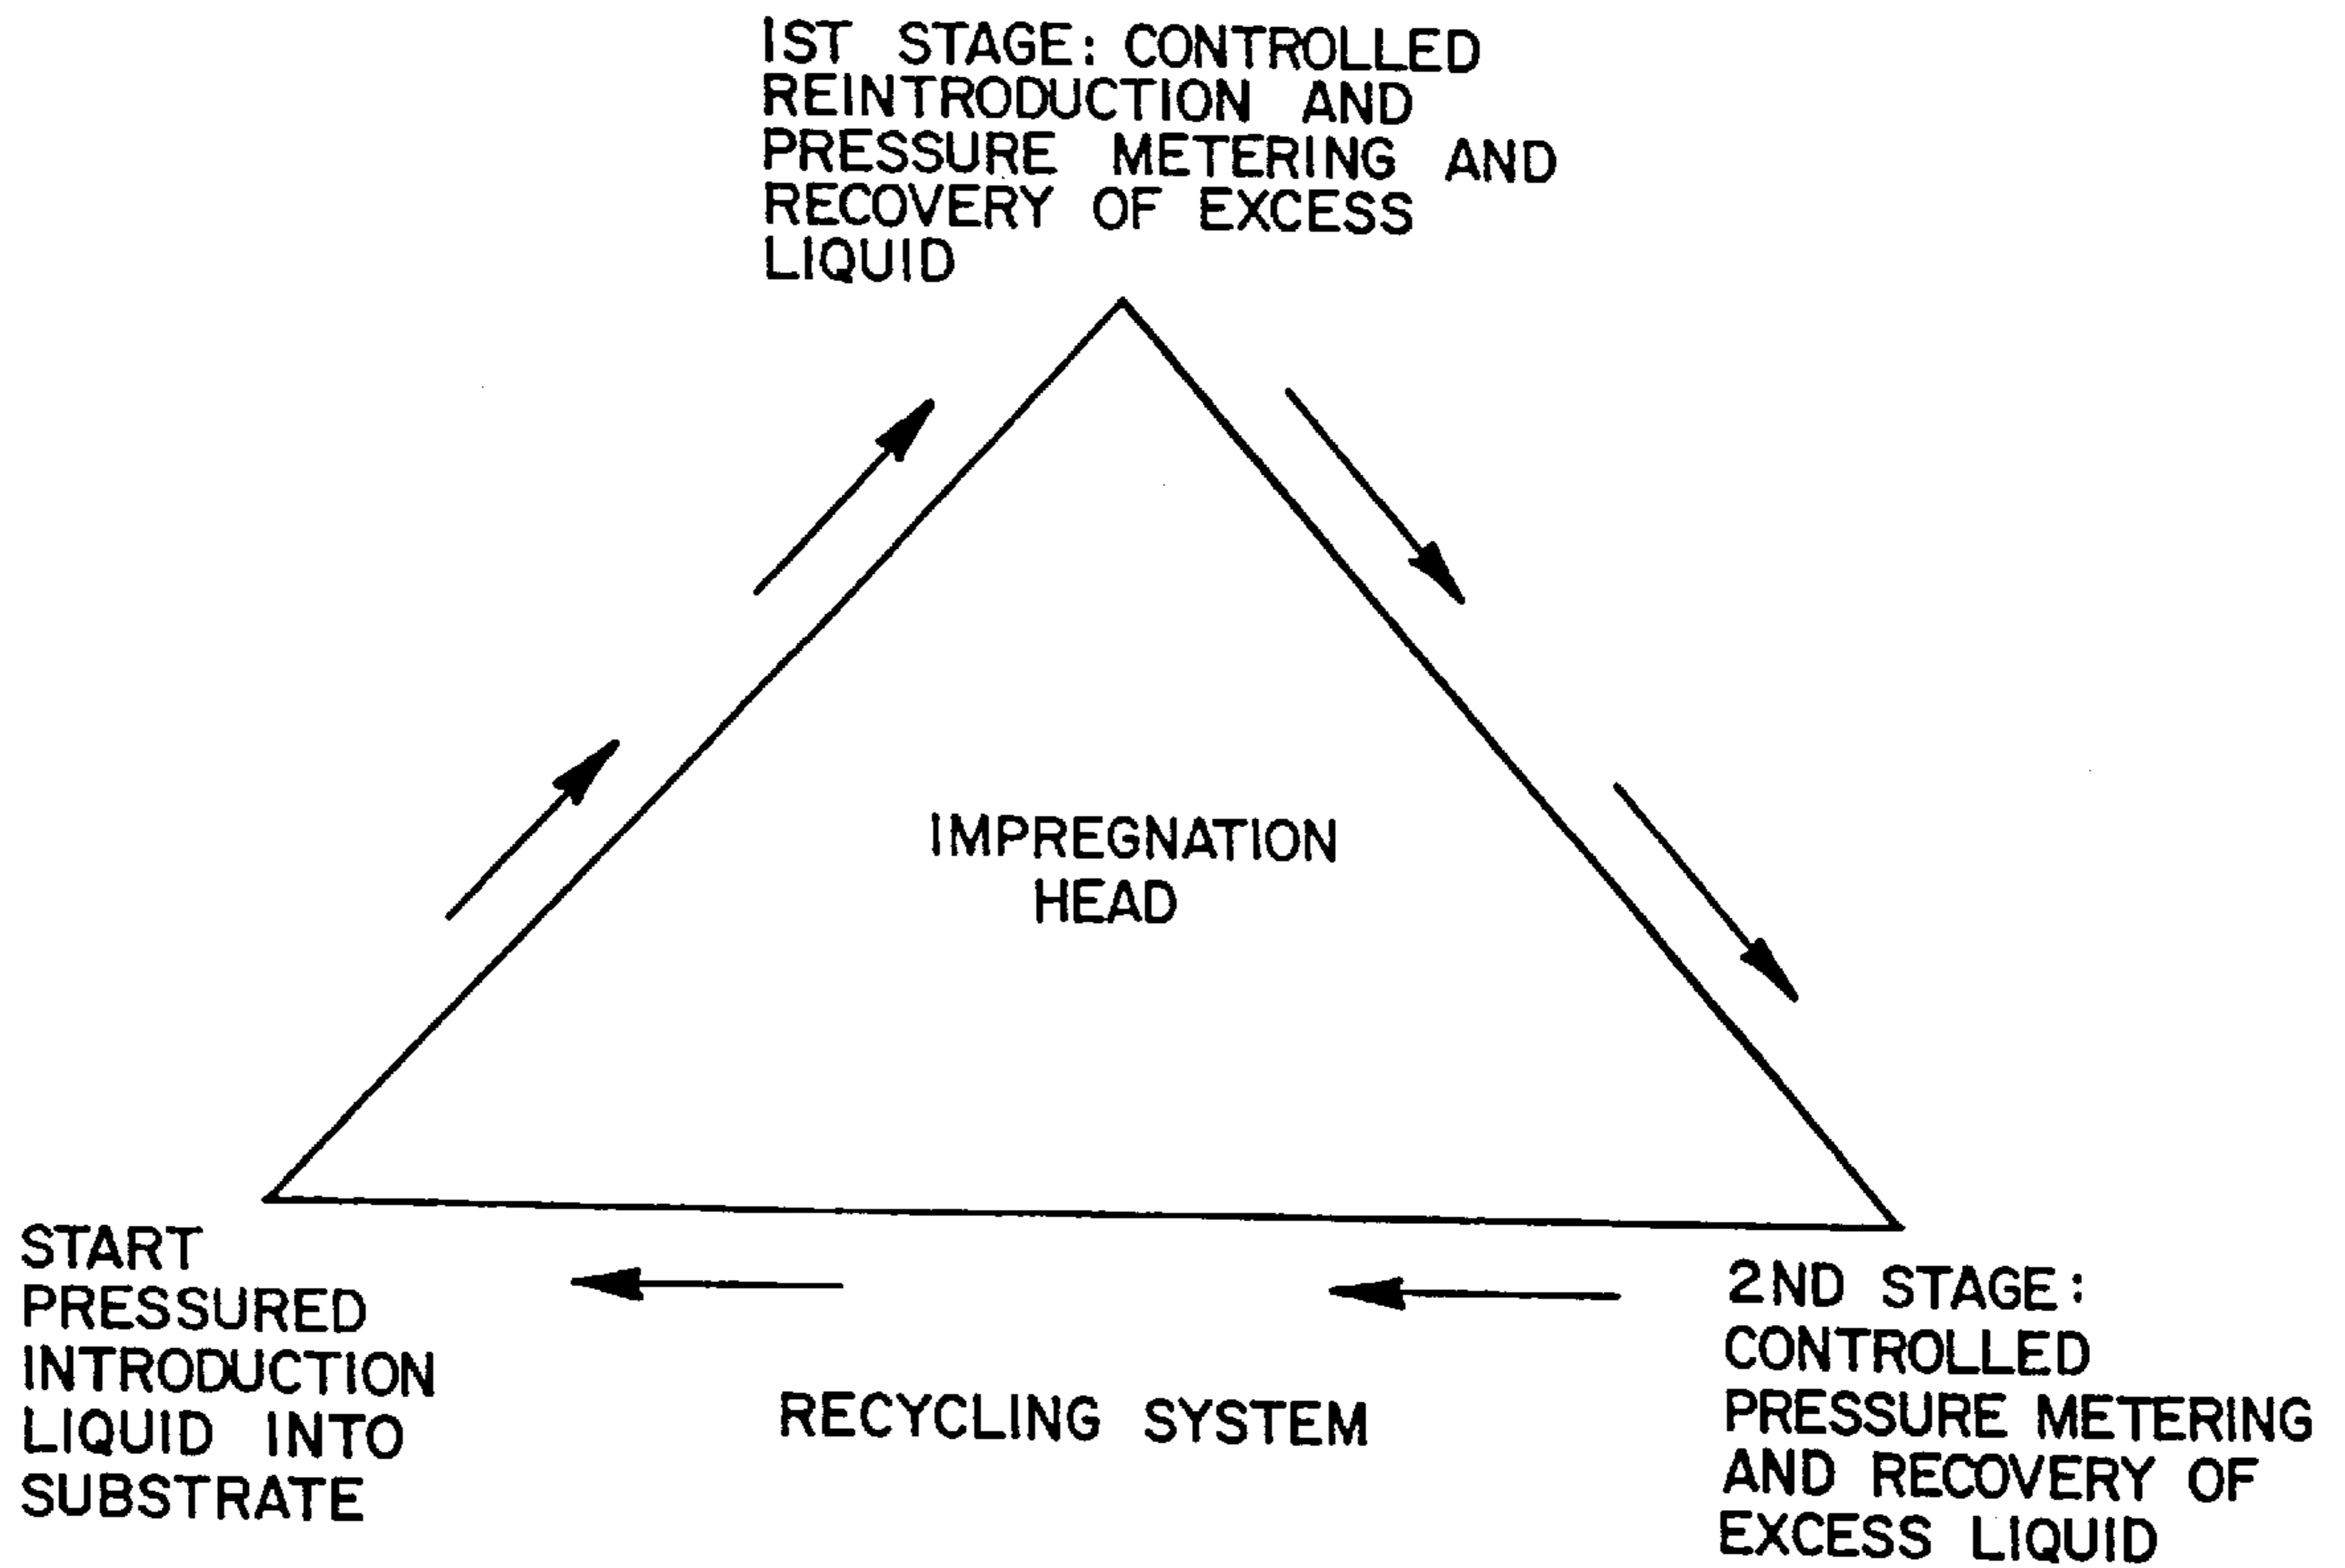 1ST STAGE: CONTROLLED
REINTRODUCTION AND
PRESSURE METERING AND
RECOVERY OF EXCESS
LIQUID
IMPREGNATION
HEAD
START
PRESSURED
INTRODUCTION
LIQUID INTO
SUBSTRATE
RECYCLING SYSTEM
2ND STAGE:
CONTROLLED
PRESSURE METERING
AND RECOVERY OF
EXCESS LIQUID